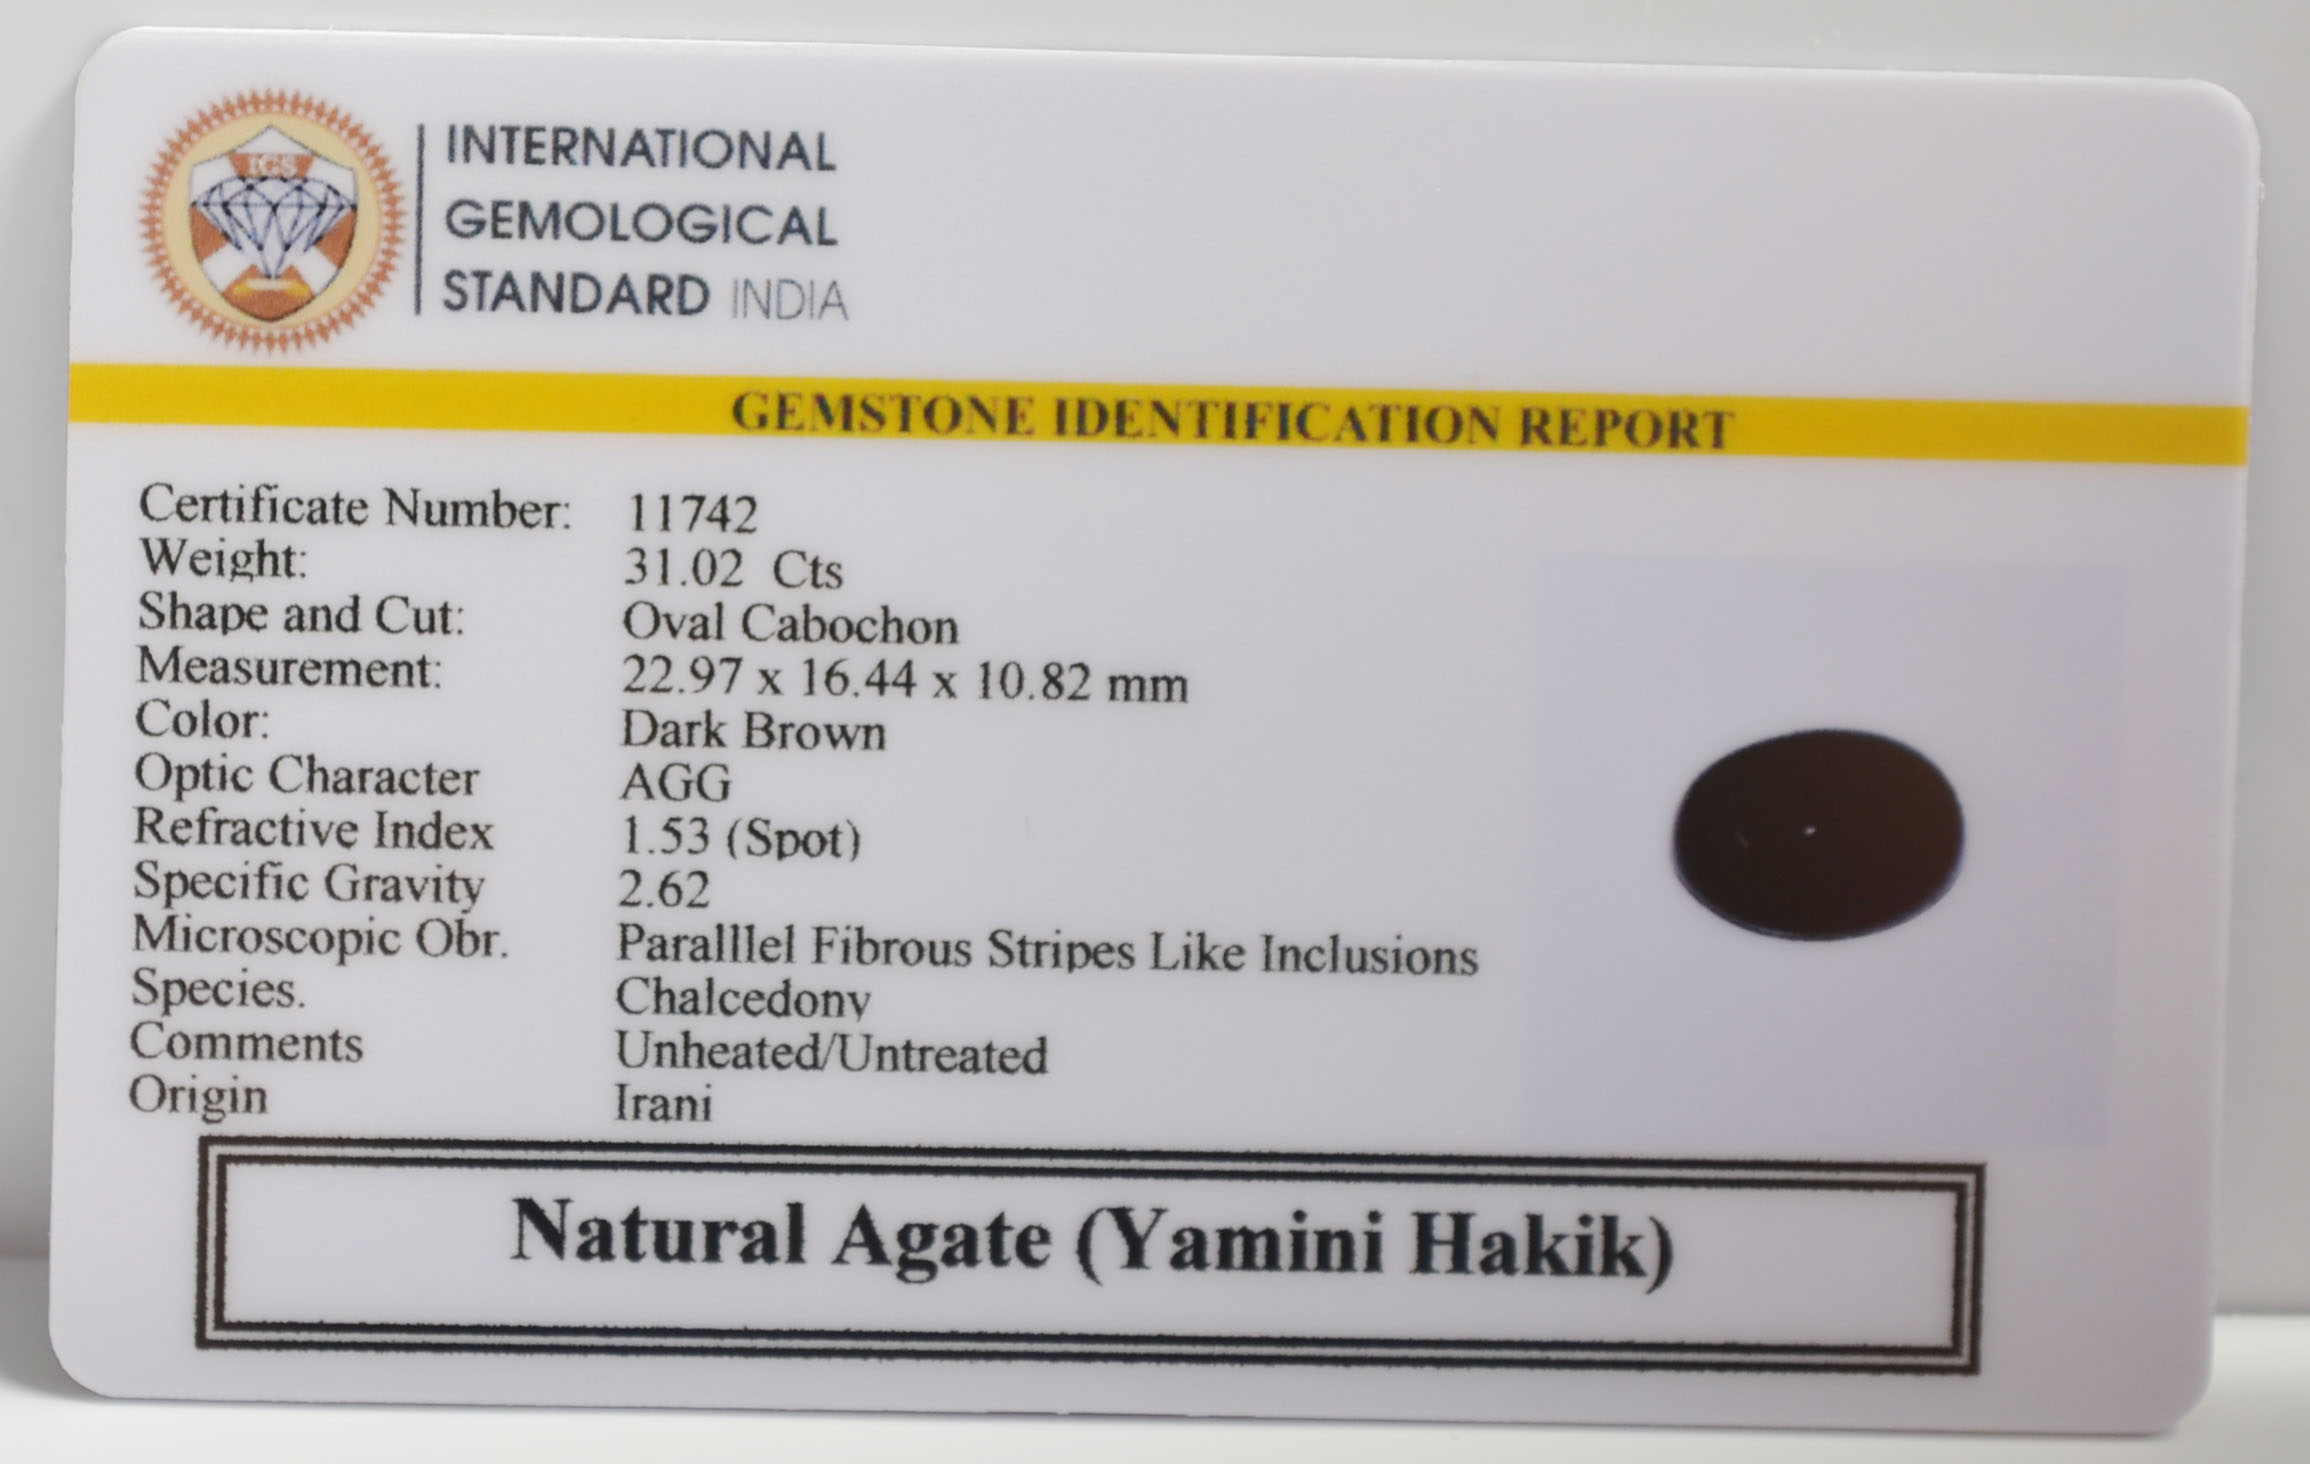 IGS
INTERNATIONAL
GEMOLOGICAL
STANDARD INDIA
GEMSTONE IDENTIFICATION REPORT
Certificate Number: 11742
Weight: 31.02 Cts
Shape and Cut: Oval Cabochon
Measurement: 22.97 x 16.44 x 10.82 mm
Color: Dark Brown
Optic Character AGG
Refractive Index 1.53 (Spot)
Specific Gravity 2.62
Microscopic Obr. Paralllel Fibrous Stripes Like Inclusions
Species. Chalcedony
Comments Unheated/Untreated
Origin Irani
Natural Agate (Yamini Hakik)